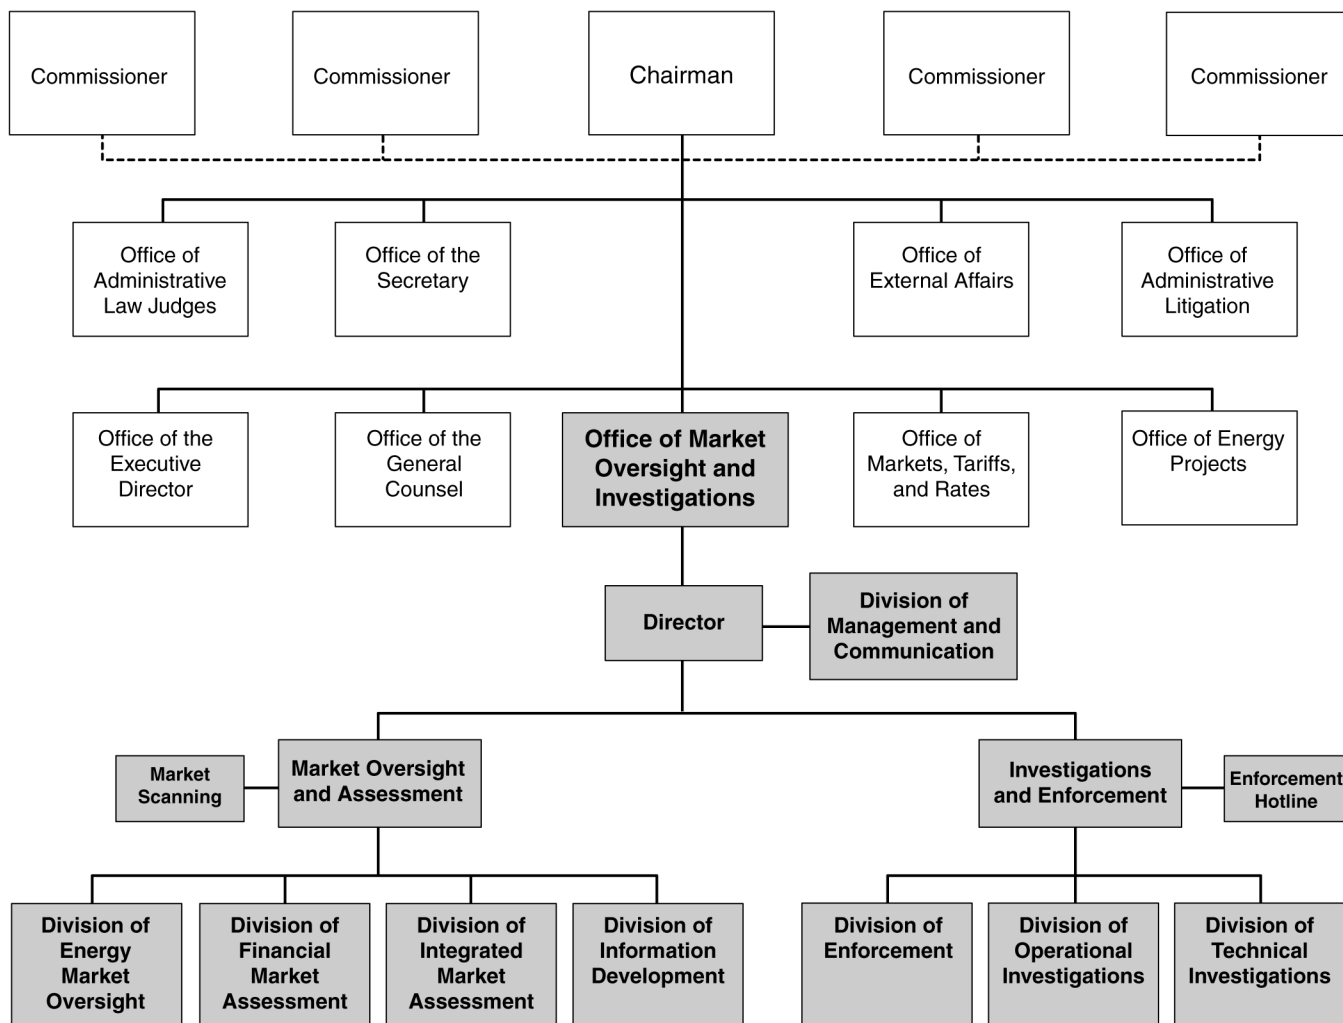 Commissioner
Commissioner
Chairman
Commissioner
Commissioner
Office of
Administrative
Law Judges
Office of the
Secretary
Office of
External Affairs
Office of
Administrative
Litigation
Office of the
Executive
Director
Office of the
General
Counsel
Office of Market
Oversight and
Investigations
Office of
Markets, Tariffs,
and Rates
Office of Energy
Projects
Director
Division of
Management and
Communication
Market
Scanning
Market Oversight
and Assessment
Investigations
and Enforcement
Enforcement
Hotline
Division of
Energy
Market
Oversight
Division of
Financial
Market
Assessment
Division of
Integrated
Market
Assessment
Division of
Information
Development
Division of
Enforcement
Division of
Operational
Investigations
Division of
Technical
Investigations